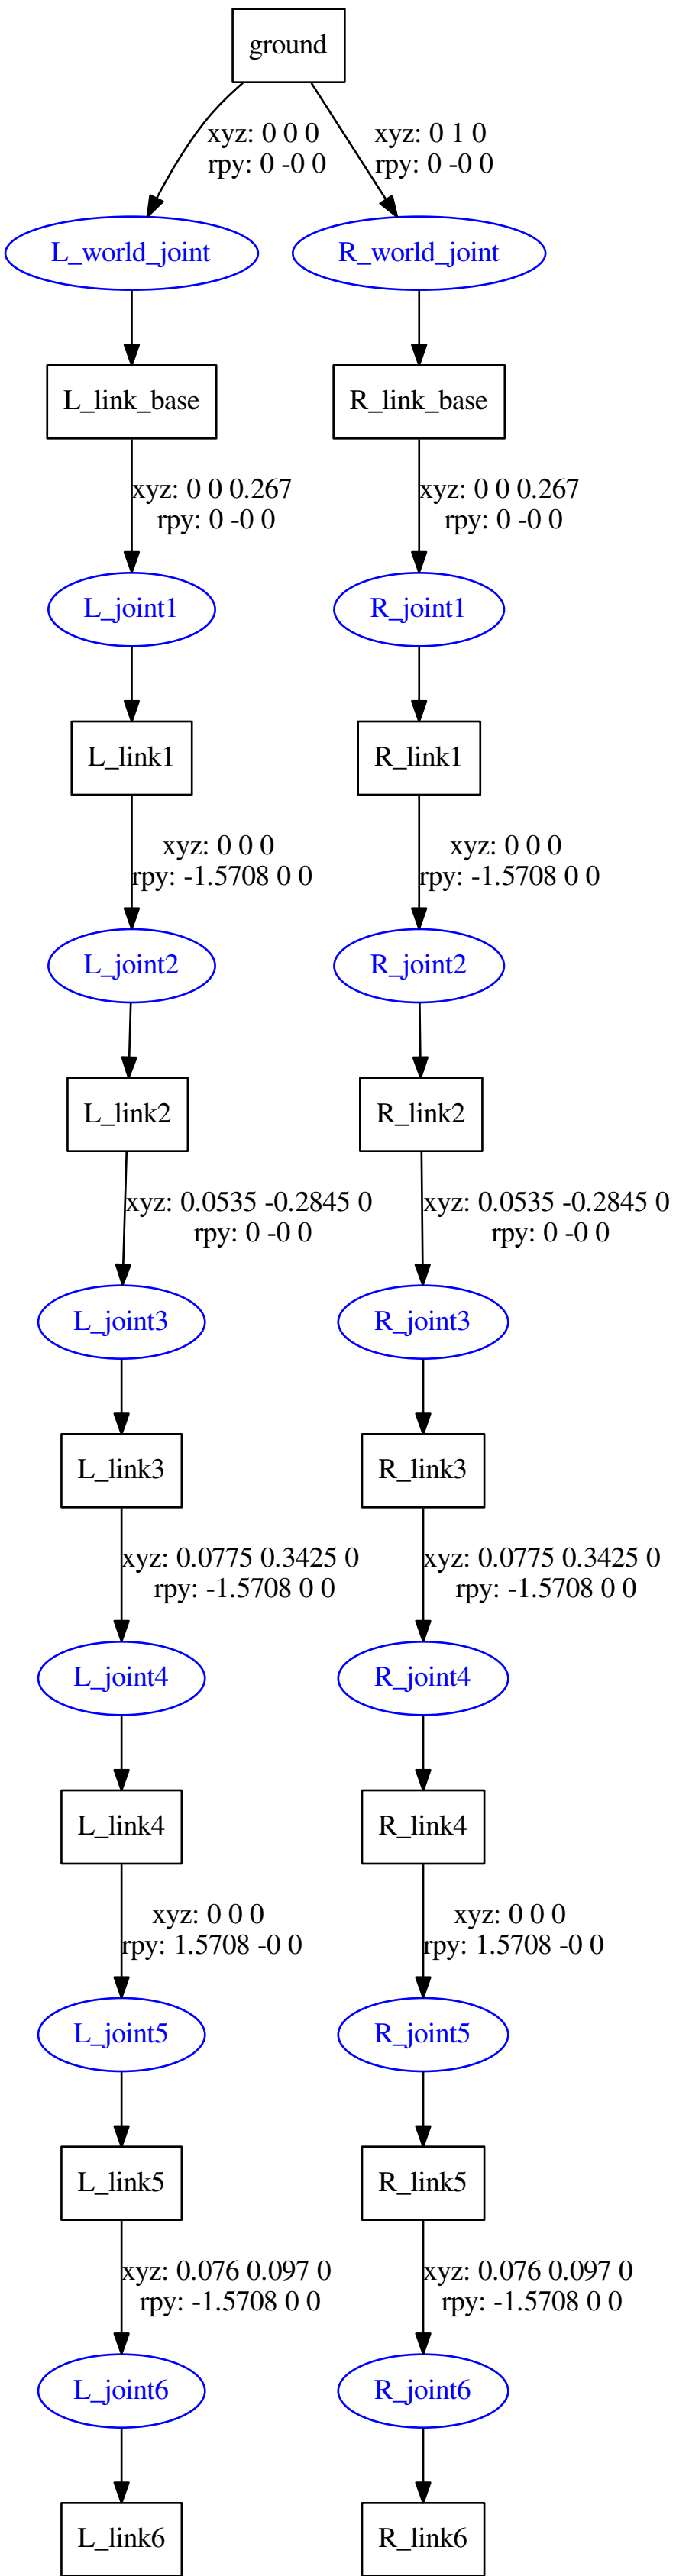 ground
xyz: 0 0 0
rpy: 0 -0 0
xyz: 0 1 0
rpy: 0 -0 0
L_world_joint
R_world_joint
L_link_base
R_link_base
xyz: 0 0 0.267
rpy: 0 -0 0
xyz: 0 0 0.267
rpy: 0 -0 0
L_joint1
R_joint1
L_link1
R_link1
xyz: 0 0 0
rpy: -1.5708 0 0
xyz: 0 0 0
rpy: -1.5708 0 0
L_joint2
R_joint2
L_link2
R_link2
xyz: 0.0535 -0.2845 0
rpy: 0 -0 0
xyz: 0.0535 -0.2845 0
rpy: 0 -0 0
L_joint3
R_joint3
L_link3
R_link3
xyz: 0.0775 0.3425 0
rpy: -1.5708 0 0
xyz: 0.0775 0.3425 0
rpy: -1.5708 0 0
L_joint4
R_joint4
L_link4
R_link4
xyz: 0 0 0
rpy: 1.5708 -0 0
xyz: 0 0 0
rpy: 1.5708 -0 0
L_joint5
R_joint5
L_link5
R_link5
xyz: 0.076 0.097 0
rpy: -1.5708 0 0
xyz: 0.076 0.097 0
rpy: -1.5708 0 0
L_joint6
R_joint6
L_link6
R_link6